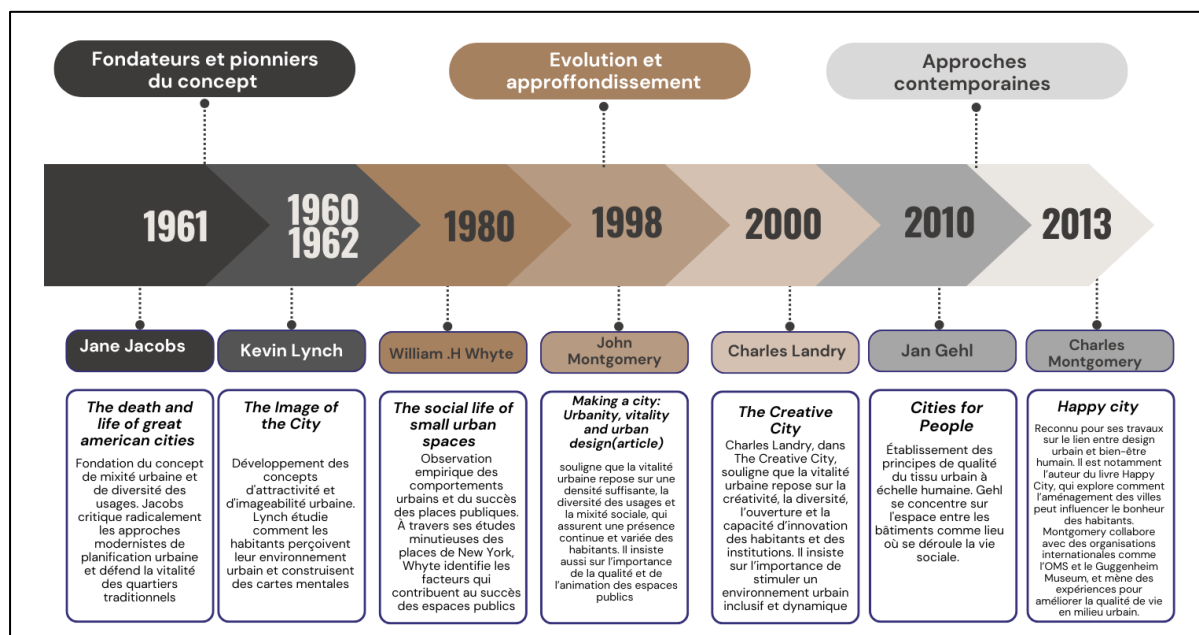 Fondateurs et pionniers
du concept
Evolution et
approffondissement
Approches
contemporaines
1961
1960
1962
1980
1998
2000
2010
2013
Jane Jacobs
Kevin Lynch
William .H Whyte
John
Montgomery
Charles Landry
Jan Gehl
Charles
Montgomery
The death and
life of great
american cities
Fondation du concept
de mixité urbaine et
de diversité des
usages. Jacobs
critique radicalement
les approches
modernistes de
planification urbaine
et défend la vitalité
des quartiers
traditionnels
The Image of
the City
Développement des
concepts
d'attractivité et
d'imageabilité urbaine.
Lynch étudie
comment les
habitants perçoivent
leur environnement
urbain et construisent
des cartes mentales
The social life of
small urban
spaces
Observation
empirique des
comportements
urbains et du succès
des places publiques.
À travers ses études
minutieuses des
places de New York,
Whyte identifie les
facteurs qui
contribuent au succès
des espaces publics
Making a city:
Urbanity, vitality
and urban
design(article)
souligne que la vitalité
urbaine repose sur une
densité suffisante, la
diversité des usages et
la mixité sociale, qui
assurent une présence
continue et variée des
habitants. Il insiste
aussi sur l'importance
de la qualité et de
l'animation des espaces
publics
The Creative
City
Charles Landry, dans
The Creative City,
souligne que la vitalité
urbaine repose sur la
créativité, la diversité,
l'ouverture et la
capacité d'innovation
des habitants et des
institutions. Il insiste
sur l'importance de
stimuler un
environnement urbain
inclusif et dynamique
Cities for
People
Établissement des
principes de qualité
du tissu urbain à
échelle humaine. Gehl
se concentre sur
l'espace entre les
bâtiments comme lieu
où se déroule la vie
sociale.
Happy city
Reconnu pour ses travaux
sur le lien entre design
urbain et bien-être
humain. Il est notamment
l'auteur du livre Happy
City, qui explore comment
l'aménagement des villes
peut influencer le bonheur
des habitants.
Montgomery collabore
avec des organisations
internationales comme
l'OMS et le Guggenheim
Museum, et mène des
expériences pour
améliorer la qualité de vie
en milieu urbain.